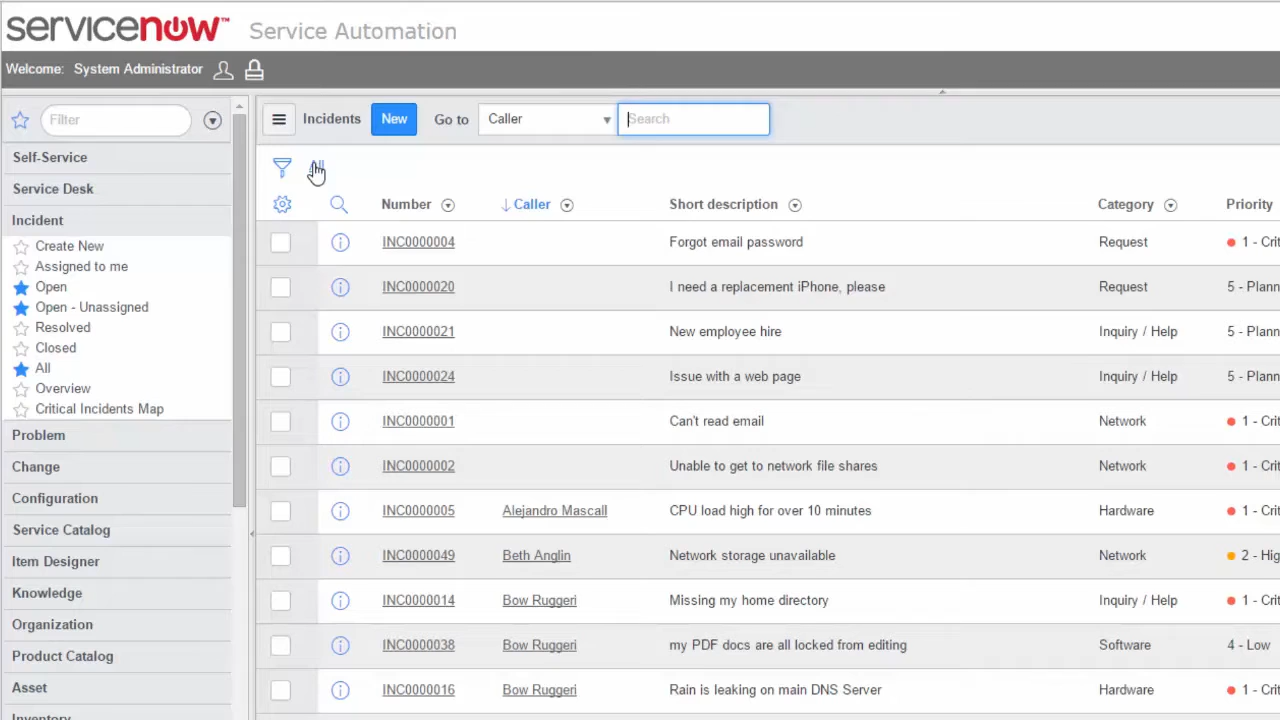 servicenow™ Service Automation
Welcome: System Administrator
Filter
Incidents New Go to Caller Search
Self-Service
Service Desk
Incident
Create New
Assigned to me
Open
Open - Unassigned
Resolved
Closed
All
Overview
Critical Incidents Map
Problem
Change
Configuration
Service Catalog
Item Designer
Knowledge
Organization
Product Catalog
Asset
Inventory
Number Caller Short description Category Priority
INC0000004 Forgot email password Request 1 - Crit
INC0000020 I need a replacement iPhone, please Request 5 - Plann
INC0000021 New employee hire Inquiry / Help 5 - Plann
INC0000024 Issue with a web page Inquiry / Help 5 - Plann
INC0000001 Can't read email Network 1 - Crit
INC0000002 Unable to get to network file shares Network 1 - Crit
INC0000005 Alejandro Mascall CPU load high for over 10 minutes Hardware 1 - Crit
INC0000049 Beth Anglin Network storage unavailable Network 2 - Hig
INC0000014 Bow Ruggeri Missing my home directory Inquiry / Help 1 - Crit
INC0000038 Bow Ruggeri my PDF docs are all locked from editing Software 4 - Low
INC0000016 Bow Ruggeri Rain is leaking on main DNS Server Hardware 1 - Crit